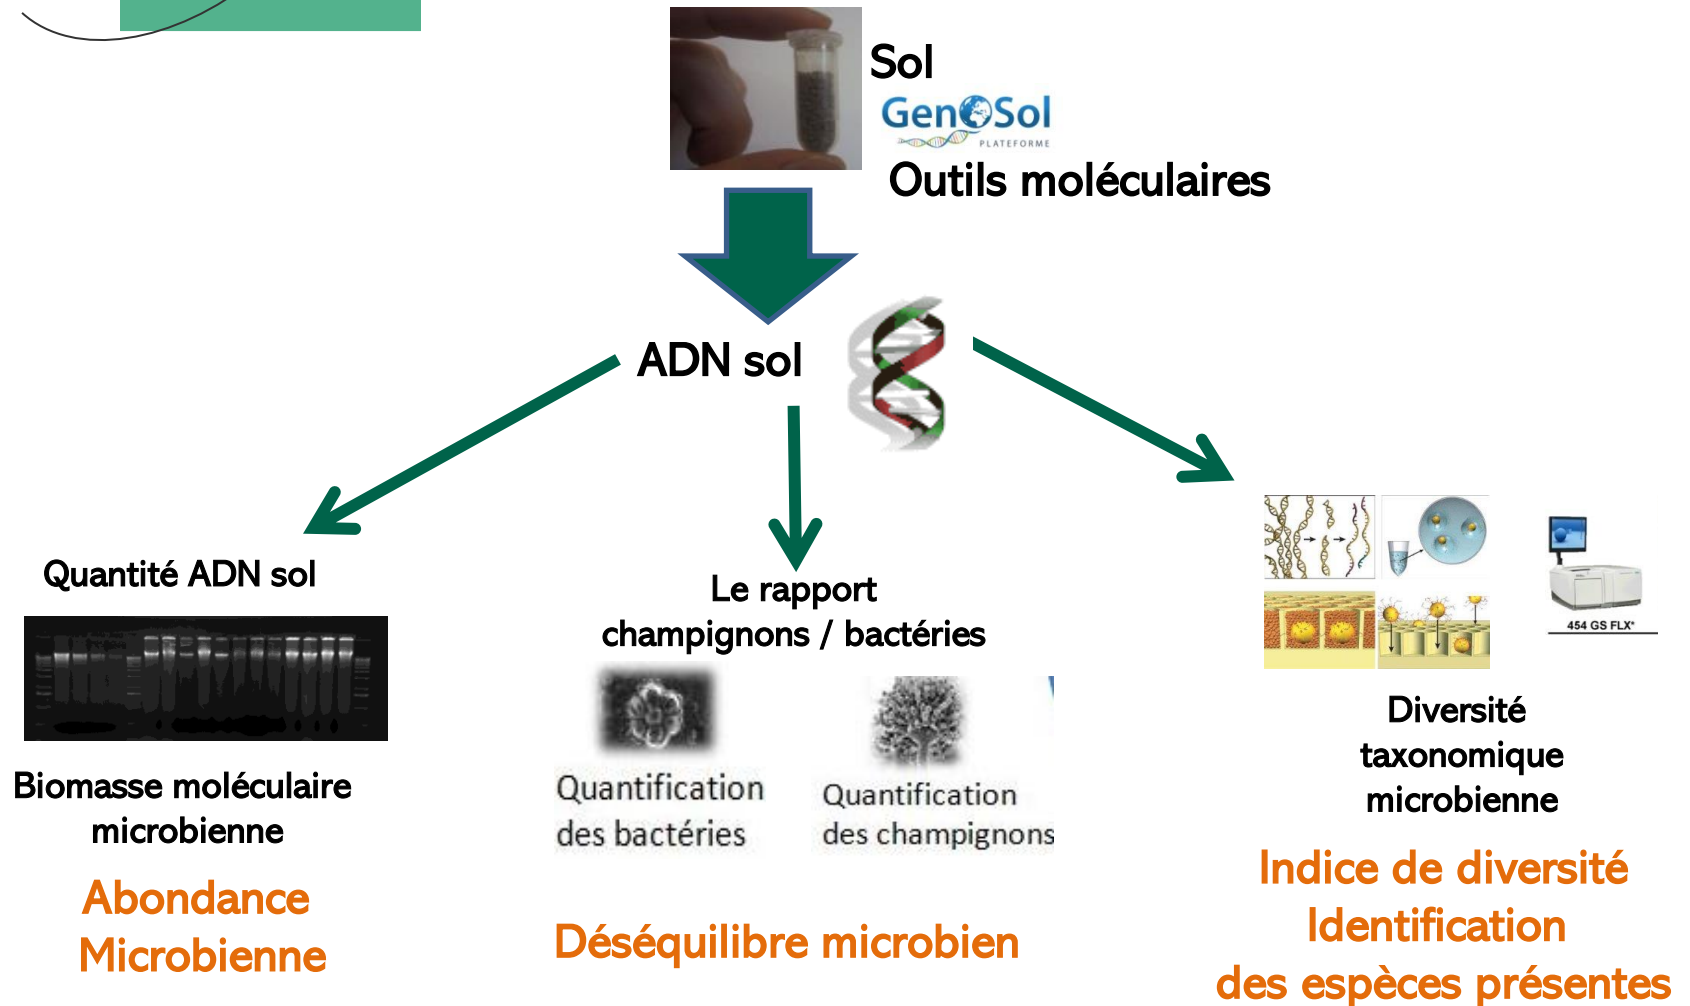 Sol
GenOSol
PLATEFORME
Outils moléculaires
ADN sol
Quantité ADN sol
Biomasse moléculaire
microbienne
Abondance
Microbienne
Le rapport
champignons / bactéries
Quantification
des bactéries
Quantification
des champignons
Déséquilibre microbien
454 GS FLX*
Diversité
taxonomique
microbienne
Indice de diversité
Identification
des espèces présentes